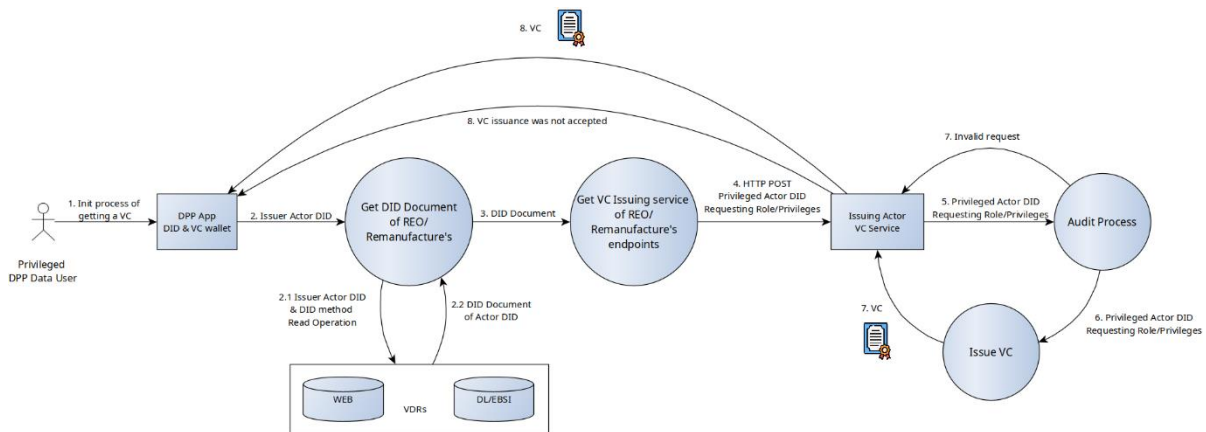 8. VC
8. VC issuance was not accepted
7. Invalid request
1. Init process of
getting a VC
DPP App
DID & VC wallet
2. Issuer Actor DID
Get DID Document
of REO/
Remanufacture's
3. DID Document
Get VC Issuing service
of REO/
Remanufacture's
endpoints
4. HTTP POST
Privileged Actor DID
Requesting Role/Privileges
Issuing Actor
VC Service
5. Privileged Actor DID
Requesting Role/Privileges
Audit Process
Privileged
DPP Data User
2.1 Issuer Actor DID
& DID method
Read Operation
2.2 DID Document
of Actor DID
7. VC
6. Privileged Actor DID
Requesting Role/Privileges
Issue VC
WEB
VDRs
DL/EBSI